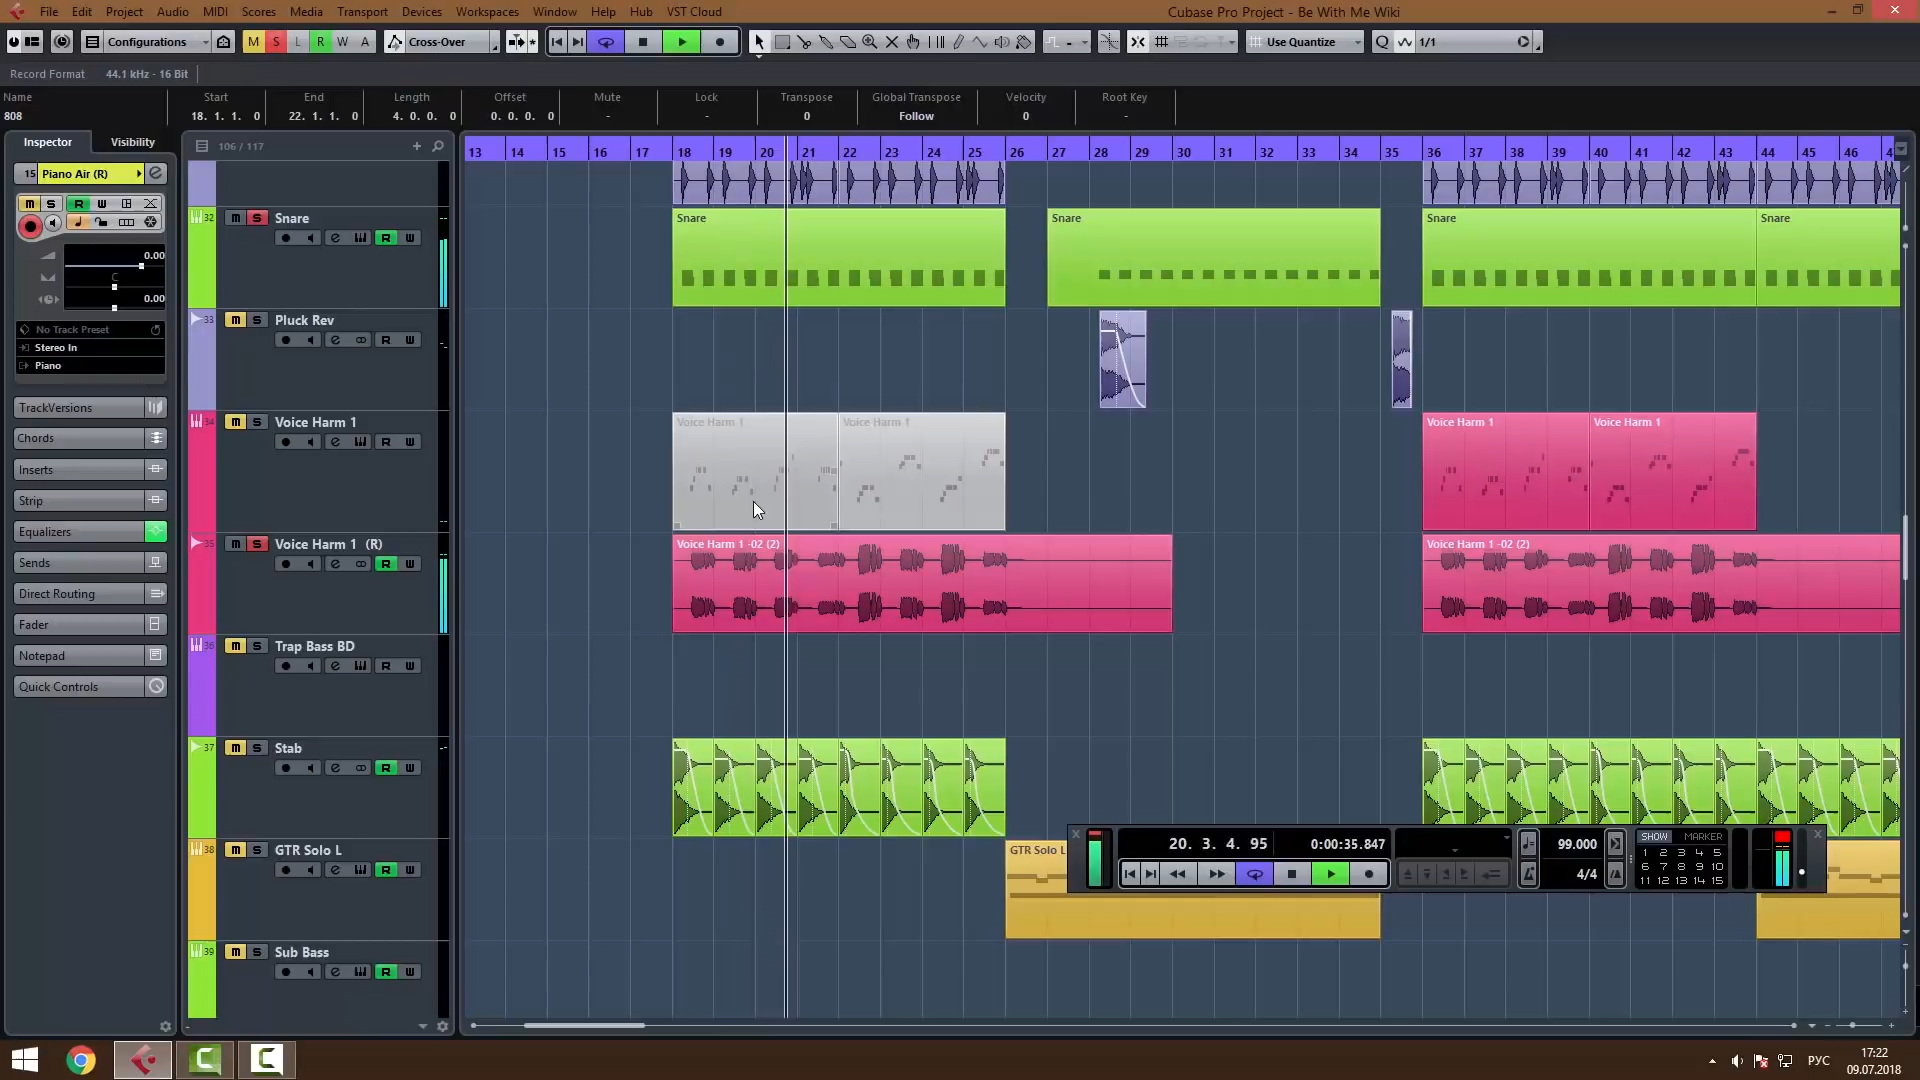 File Edit Project Audio MIDI Scores Media Transport Devices Workspaces Window Help Hub VST Cloud
Cubase Pro Project - Be With Me Wiki
Configurations M S L R W A Cross-Over Use Quantize Q 1/1
Record Format 44.1 kHz - 16 Bit
Name Start End Length Offset Mute Lock Transpose Global Transpose Velocity Root Key
808 18. 1. 1. 0 22. 1. 1. 0 4. 0. 0. 0 0. 0. 0. 0 - - 0 Follow 0 -
Inspector Visibility
106 / 117
13 14 15 16 17 18 19 20 21 22 23 24 25 26 27 28 29 30 31 32 33 34 35 36 37 38 39 40 41 42 43 44 45 46 4
15 Piano Air (R)
M S R W
0.00
C
0.00
No Track Preset
Stereo In
Piano
TrackVersions
Chords
Inserts
Strip
Equalizers
Sends
Direct Routing
Fader
Notepad
Quick Controls
32 M S Snare
R W
33 M S Pluck Rev
R W
34 M S Voice Harm 1
R W
35 M S Voice Harm 1 (R)
R W
36 M S Trap Bass BD
R W
37 M S Stab
R W
38 M S GTR Solo L
R W
39 M S Sub Bass
R W
Snare Snare Snare Snare
Voice Harm 1 Voice Harm 1 Voice Harm 1 Voice Harm 1
Voice Harm 1 -02 (2) Voice Harm 1 -02 (2)
GTR Solo L
20. 3. 4. 95 0:00:35.847
99.000
4/4
SHOW MARKER
1 2 3 4 5
6 7 8 9 10
11 12 13 14 15
РУС
17:22
09.07.2018